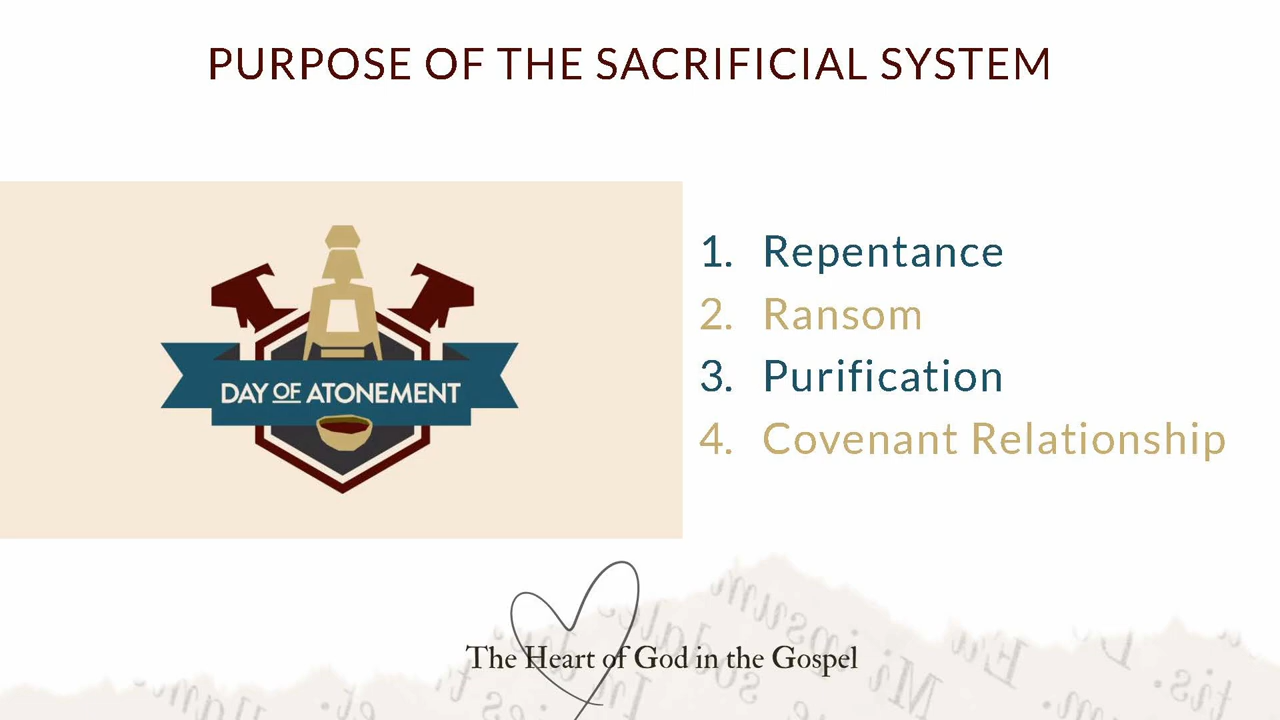 PURPOSE OF THE SACRIFICIAL SYSTEM
DAY OF ATONEMENT
1. Repentance
2. Ransom
3. Purification
4. Covenant Relationship
The Heart of God in the Gospel